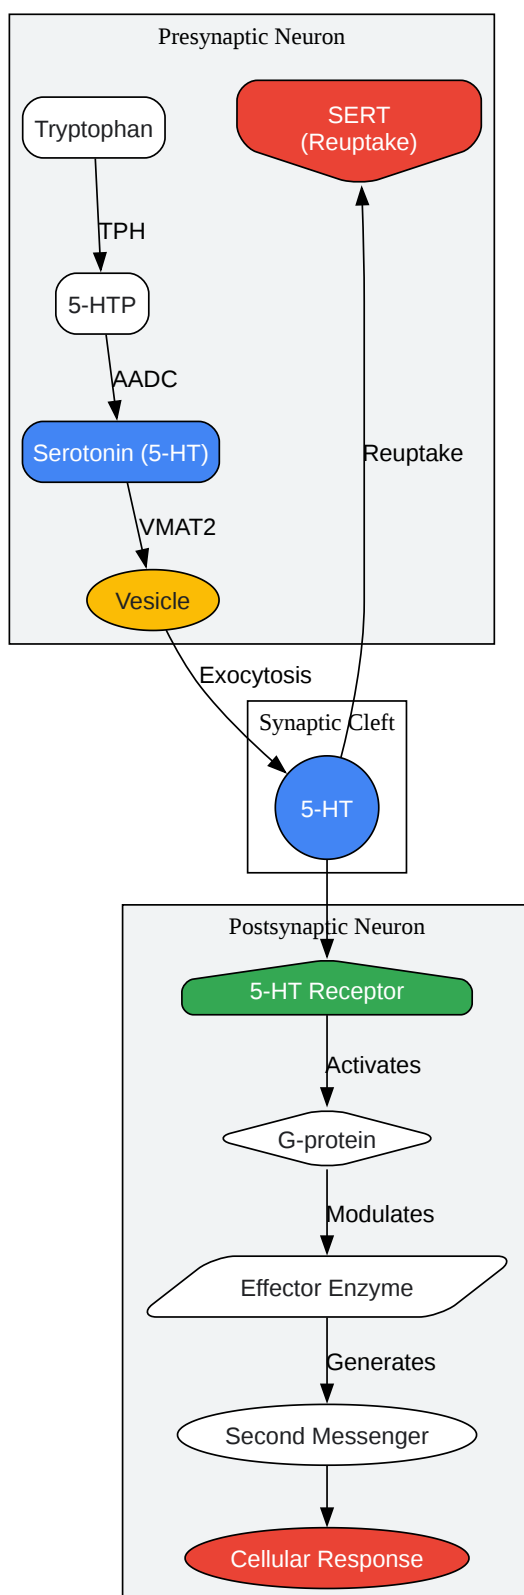 Presynaptic Neuron
Tryptophan
SERT
(Reuptake)
TPH
5-HTP
AADC
Serotonin (5-HT)
Reuptake
VMAT2
Vesicle
Exocytosis
Synaptic Cleft
5-HT
Postsynaptic Neuron
5-HT Receptor
Activates
G-protein
Modulates
Effector Enzyme
Generates
Second Messenger
Cellular Response